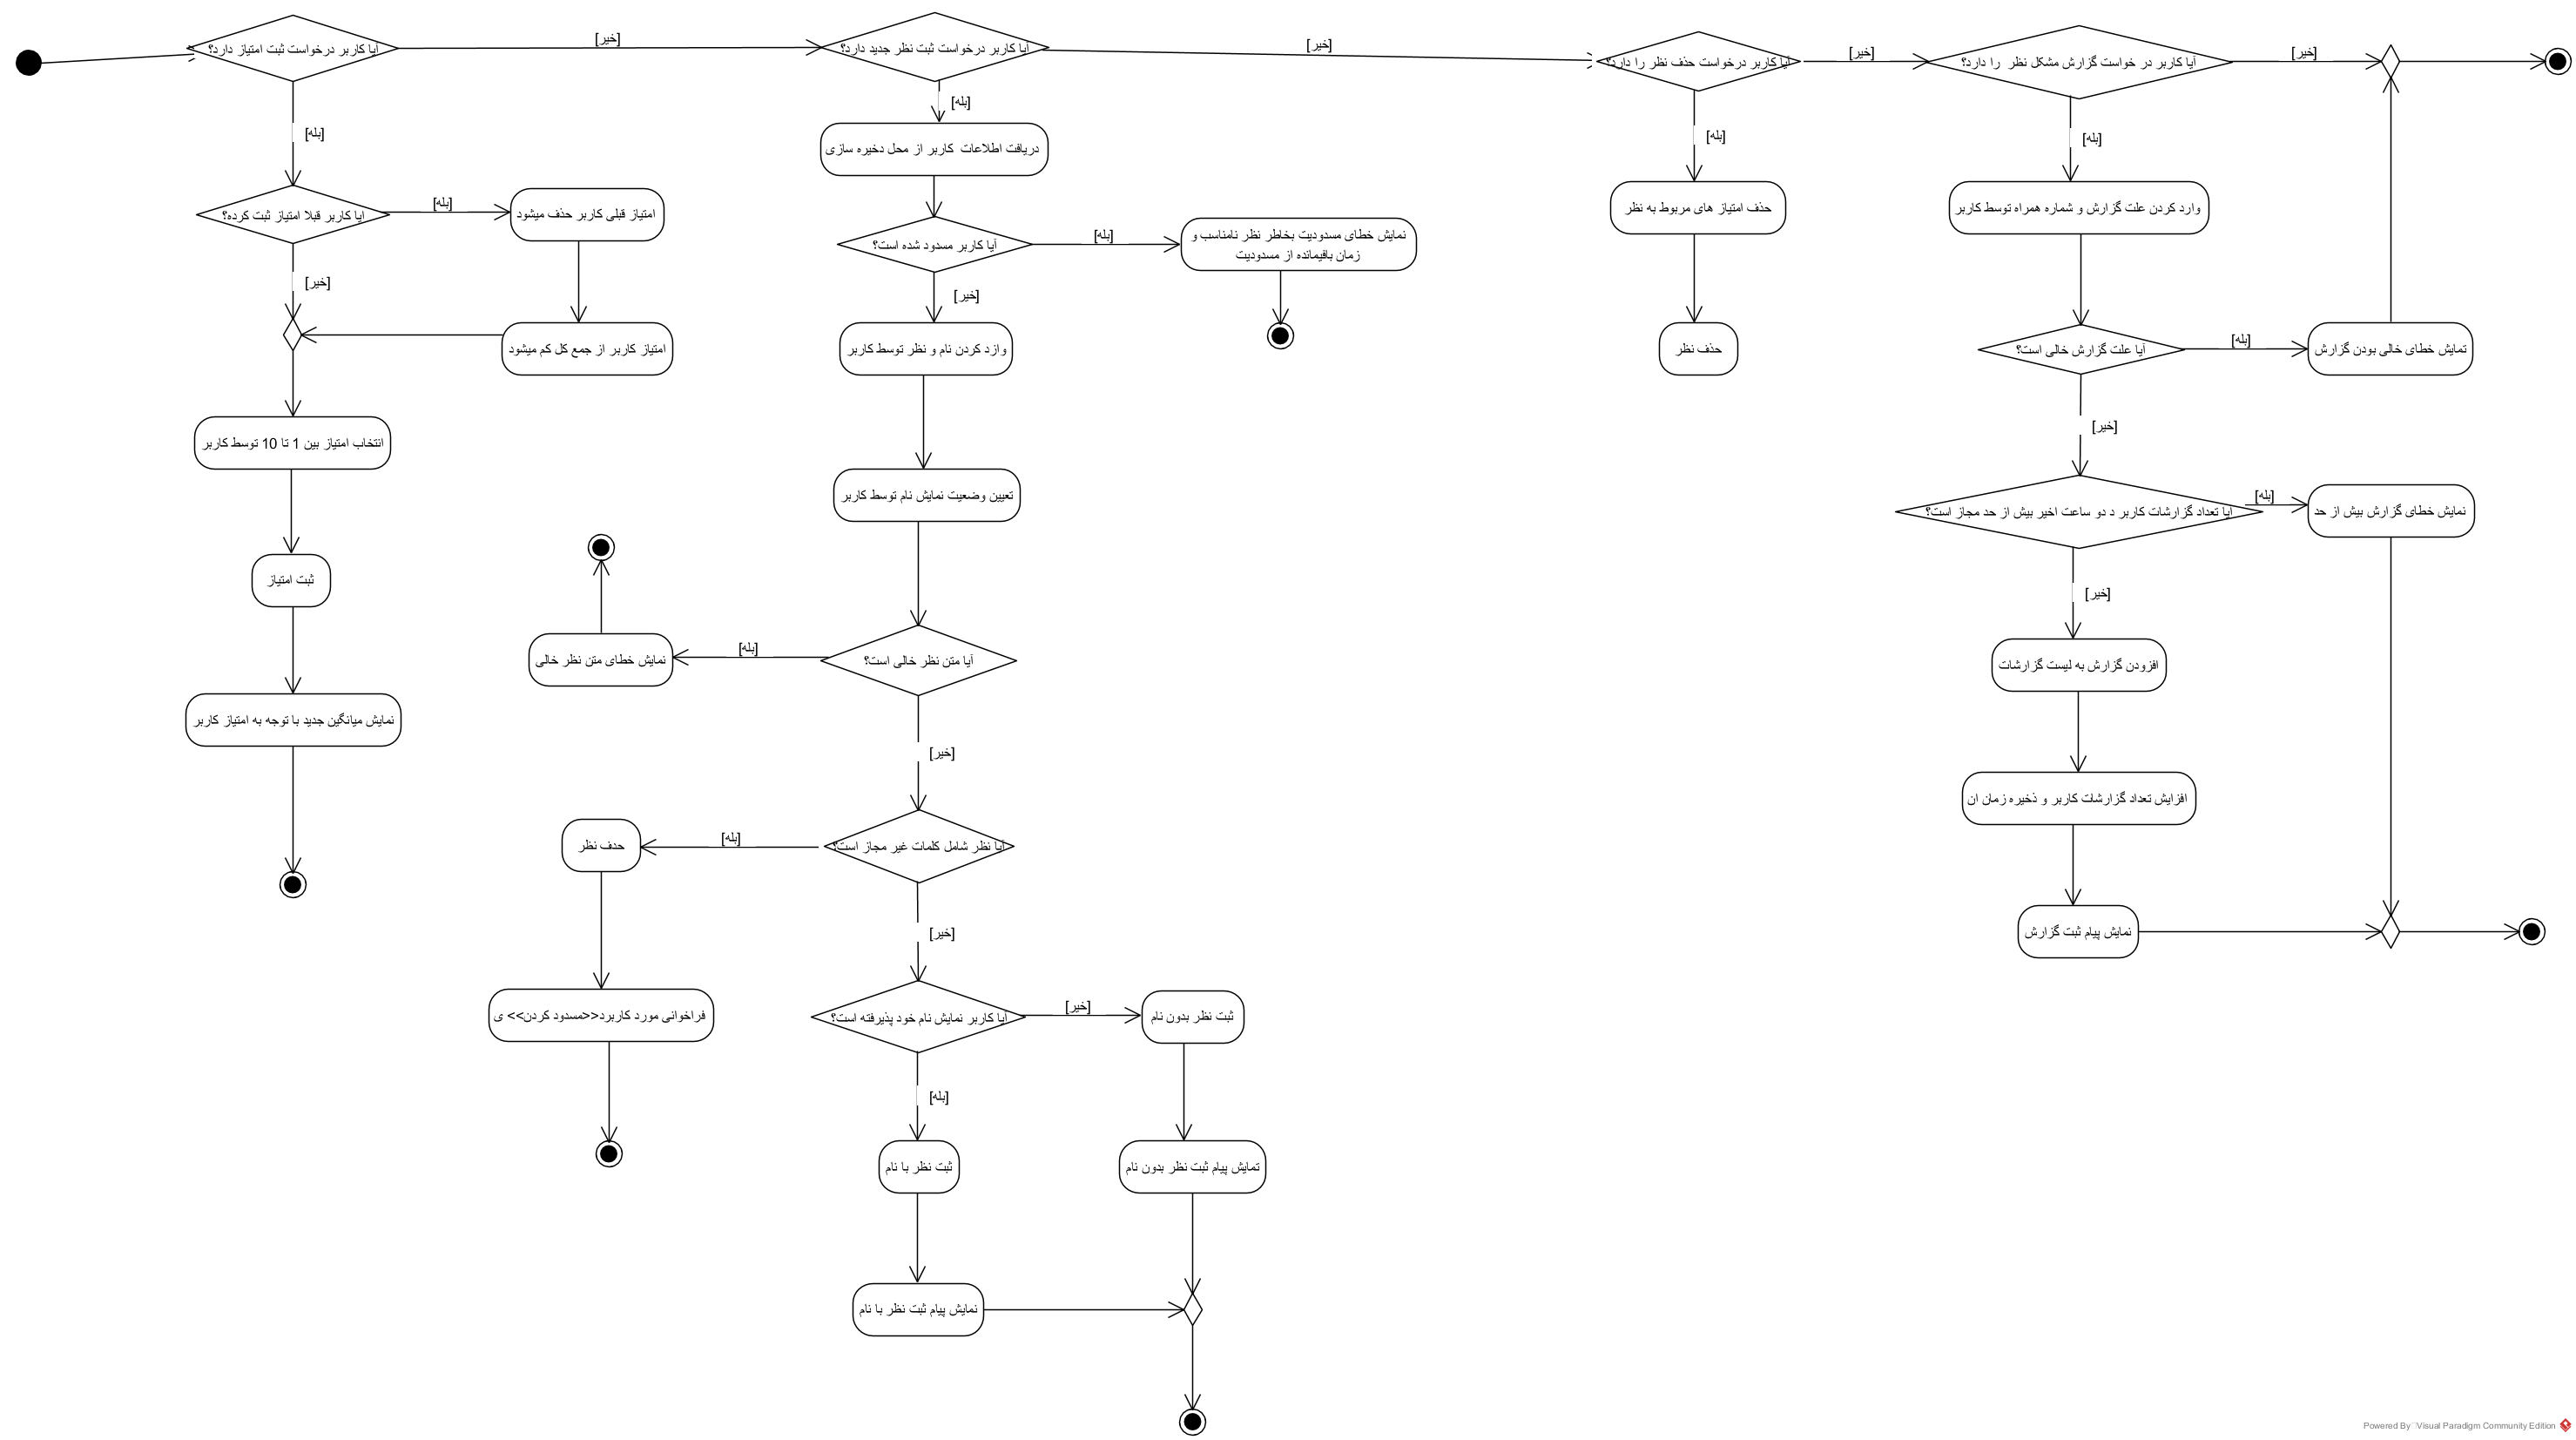 آیا کاربر درخواست ثبت امتیاز دارد؟
[خیر]
آیا کاربر درخواست ثبت نظر جدید دارد؟
[خیر]
آیا کاربر درخواست حذف نظر را دارد؟
[خیر]
آیا کاربر در خواست گزارش مشکل نظر را دارد؟
[خیر]
[بله]
ایا کاربر قبلا امتیاز ثبت کرده؟
[بله]
امتیاز قبلی کاربر حذف میشود
[خیر]
امتیاز کاربر از جمع کل کم میشود
انتخاب امتیاز بین 1 تا 10 توسط کاربر
ثبت امتیاز
نمایش میانگین جدید با توجه به امتیاز کاربر
[بله]
دریافت اطلاعات کاربر از محل دخیره سازی
آیا کاربر مسدود شده است؟
[بله]
نمایش خطای مسدودیت بخاطر نظر نامناسب و
زمان باقیمانده از مسدودیت
[خیر]
وازد کردن نام و نظر توسط کاربر
تعیین وضعیت نمایش نام توسط کاربر
آیا متن نظر خالی است؟
[بله]
نمایش خطای متن نظر خالی
[خیر]
آیا نظر شامل کلمات غیر مجاز است؟
[بله]
حدف نظر
فراخوانی مورد کاربرد<<مسدود کردن>> ی
[خیر]
آیا کاربر نمایش نام خود پذیرفته است؟
[خیر]
ثبت نظر بدون نام
[بله]
ثبت نظر با نام
تمایش پیام ثبت نظر بدون نام
نمایش پیام ثبت نظر با نام
[بله]
حذف امتیاز های مربوط به نظر
حذف نظر
[بله]
وارد کردن علت گزارش و شماره همراه توسط کاربر
آیا علت گزارش خالی است؟
[بله]
تمایش خطای خالی بودن گزارش
[خیر]
ایا تعداد گزارشات کاربر د دو ساعت اخیر بیش از حد مجاز است؟
[بله]
نمایش خطای گزارش بیش از حد
[خیر]
افزودن گزارش به لیست گزارشات
افزایش تعداد گزارشات کاربر و ذخیره زمان ان
نمایش پیام ثبت گزارش
Powered By Visual Paradigm Community Edition